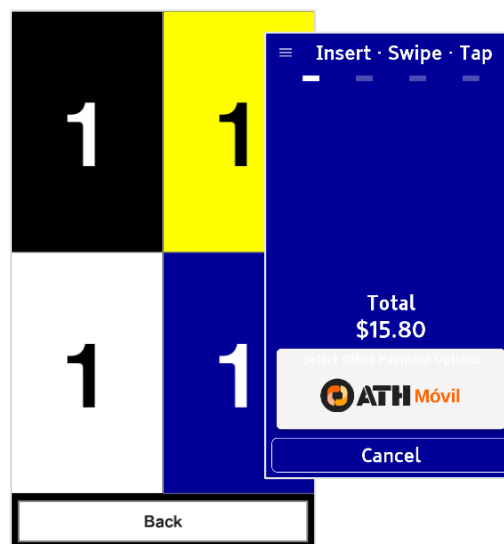 1
1
1
1
Back
Insert · Swipe · Tap
Total
$15.80
Select Other Payment Options
ATH Móvil
Cancel